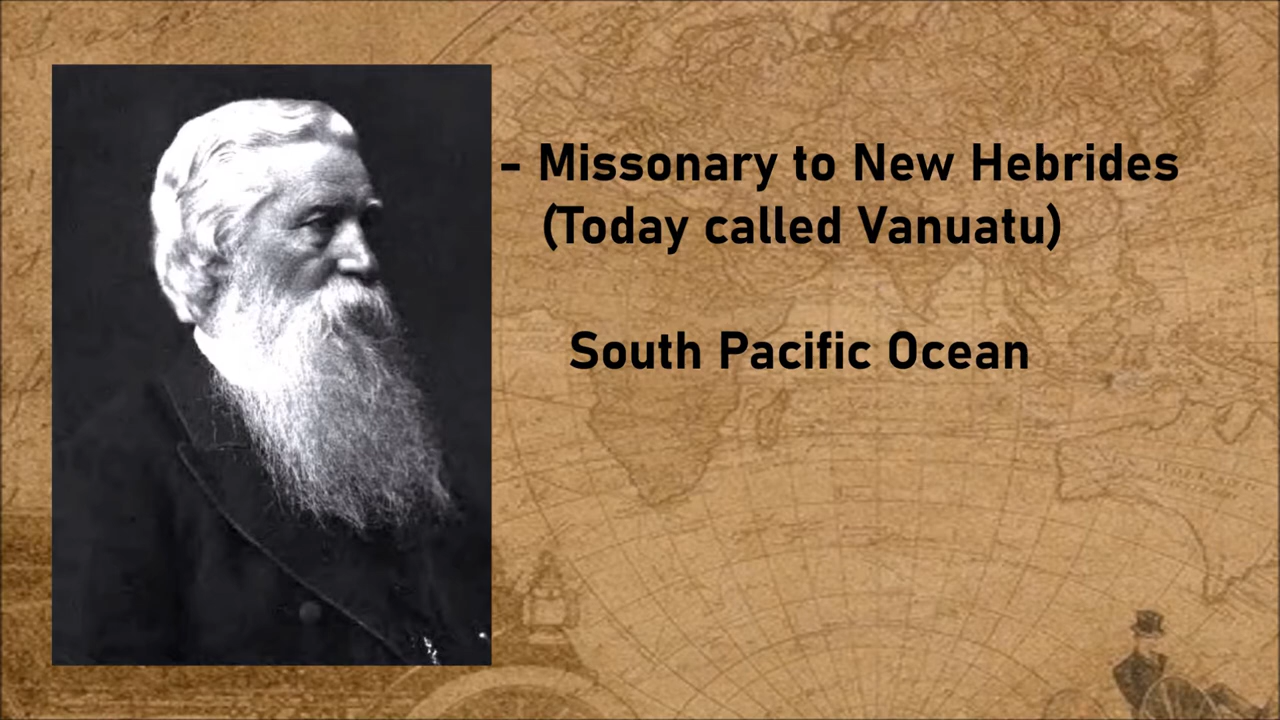 - Missonary to New Hebrides
(Today called Vanuatu)
South Pacific Ocean